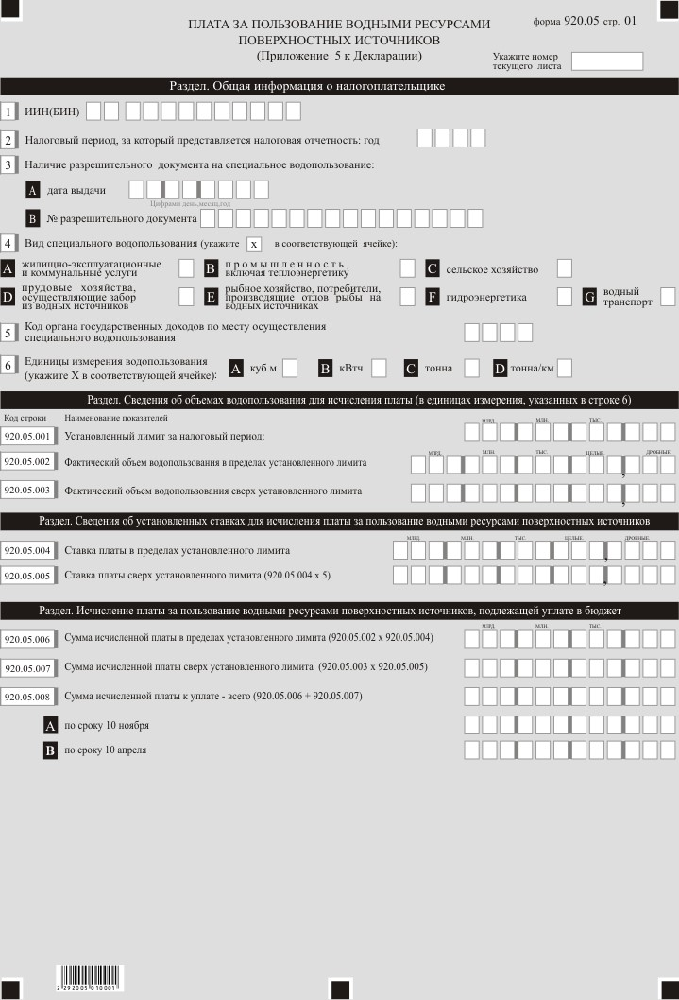 ПЛАТА ЗА ПОЛЬЗОВАНИЕ ВОДНЫМИ РЕСУРСАМИ
ПОВЕРХНОСТНЫХ ИСТОЧНИКОВ
(Приложение 5 к Декларации)
форма 920.05 стр. 01
Укажите номер
текущего листа
Раздел. Общая информация о налогоплательщике
1 ИИН(БИН)
2 Налоговый период, за который представляется налоговая отчетность: год
3 Наличие разрешительного документа на специальное водопользование:
A дата выдачи
Цифрами день,месяц,год
B № разрешительного документа
4 Вид специального водопользования (укажите x в соответствующей ячейке):
A жилищно-эксплуатационные
и коммунальные услуги
B промышленность,
включая теплоэнергетику
C сельское хозяйство
D прудовые хозяйства,
осуществляющие забор
из водных источников
E рыбное хозяйство, потребители,
производящие отлов рыбы на
водных источниках
F гидроэнергетика
G водный
транспорт
5 Код органа государственных доходов по месту осуществления
специального водопользования
6 Единицы измерения водопользования
(укажите X в соответствующей ячейке):
A куб.м B кВтч C тонна D тонна/км
Раздел. Сведения об объемах водопользования для исчисления платы (в единицах измерения, указанных в строке 6)
Код строки Наименование показателей
МЛРД. МЛН. ТЫС.
920.05.001 Установленный лимит за налоговый период:
МЛРД. МЛН. ТЫС. ЦЕЛЫЕ ДРОБНЫЕ.
920.05.002 Фактический объем водопользования в пределах установленного лимита ,
920.05.003 Фактический объем водопользования сверх установленного лимита ,
Раздел. Сведения об установленных ставках для исчисления платы за пользование водными ресурсами поверхностных источников
МЛРД. МЛН. ТЫС. ЦЕЛЫЕ. ДРОБНЫЕ.
920.05.004 Ставка платы в пределах установленного лимита ,
920.05.005 Ставка платы сверх установленного лимита (920.05.004 x 5) ,
Раздел. Исчисление платы за пользование водными ресурсами поверхностных источников, подлежащей уплате в бюджет
МЛРД. МЛН. ТЫС.
920.05.006 Сумма исчисленной платы в пределах установленного лимита (920.05.002 x 920.05.004)
920.05.007 Сумма исчисленной платы сверх установленного лимита (920.05.003 x 920.05.005)
920.05.008 Сумма исчисленной платы к уплате - всего (920.05.006 + 920.05.007)
A по сроку 10 ноября
B по сроку 10 апреля
2 292005 010001